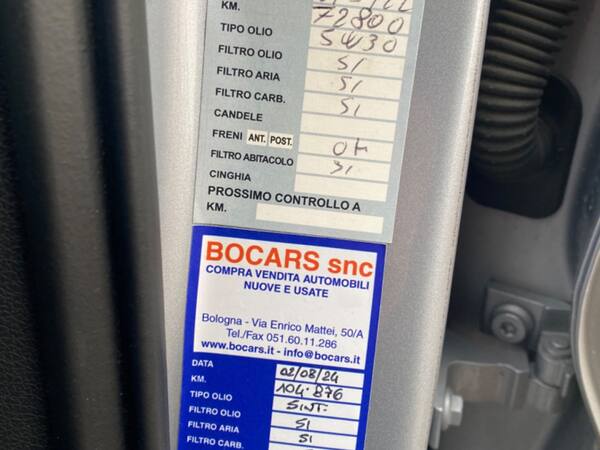 KM. 72800
TIPO OLIO 5W30
FILTRO OLIO SI
FILTRO ARIA SI
FILTRO CARB. SI
CANDELE
FRENI ANT. POST. OK
FILTRO ABITACOLO SI
CINGHIA
PROSSIMO CONTROLLO A
KM.
BOCARS snc
COMPRA VENDITA AUTOMOBILI
NUOVE E USATE
Bologna - Via Enrico Mattei, 50/A
Tel./Fax 051.60.11.286
www.bocars.it - info@bocars.it
DATA 02/08/24
KM. 104.876
TIPO OLIO SINT.
FILTRO OLIO SI
FILTRO ARIA SI
FILTRO CARB.